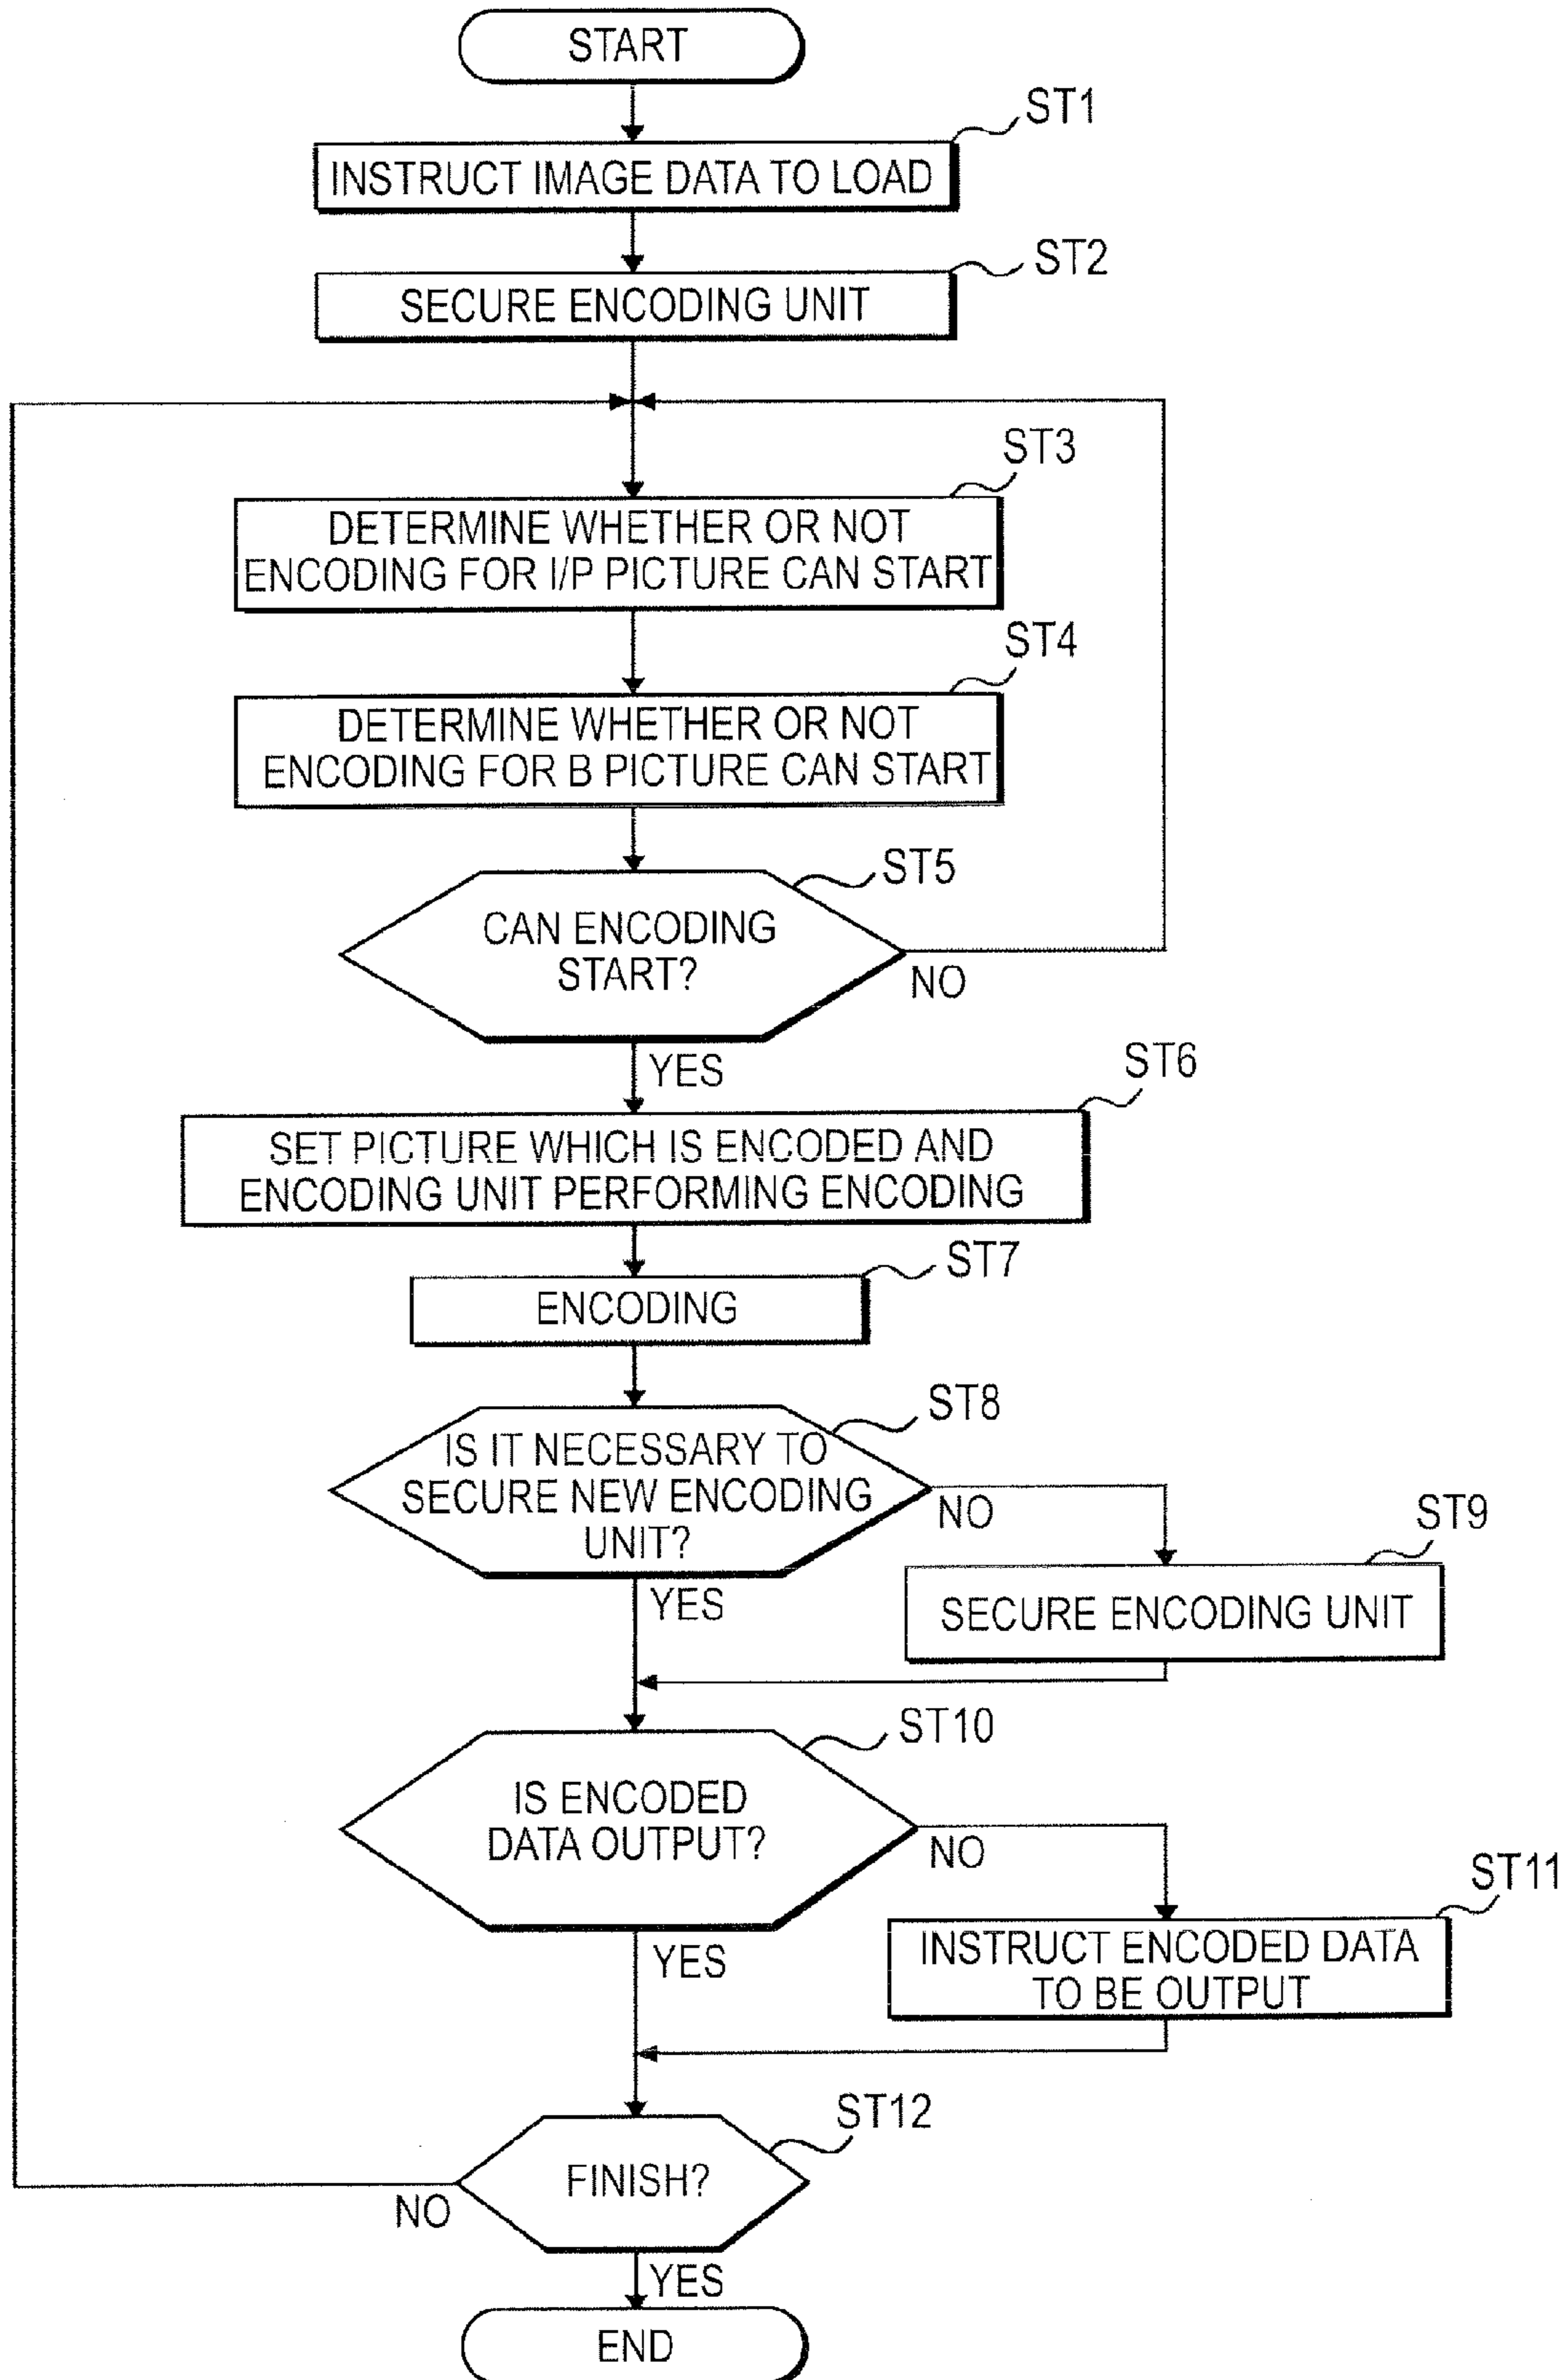 START
ST1
INSTRUCT IMAGE DATA TO LOAD
ST2
SECURE ENCODING UNIT
ST3
DETERMINE WHETHER OR NOT
ENCODING FOR I/P PICTURE CAN START
ST4
DETERMINE WHETHER OR NOT
ENCODING FOR B PICTURE CAN START
ST5
CAN ENCODING
START?
NO
YES
ST6
SET PICTURE WHICH IS ENCODED AND
ENCODING UNIT PERFORMING ENCODING
ST7
ENCODING
ST8
IS IT NECESSARY TO
SECURE NEW ENCODING
UNIT?
NO
YES
ST9
SECURE ENCODING UNIT
ST10
IS ENCODED
DATA OUTPUT?
NO
YES
ST11
INSTRUCT ENCODED DATA
TO BE OUTPUT
ST12
FINISH?
NO
YES
END